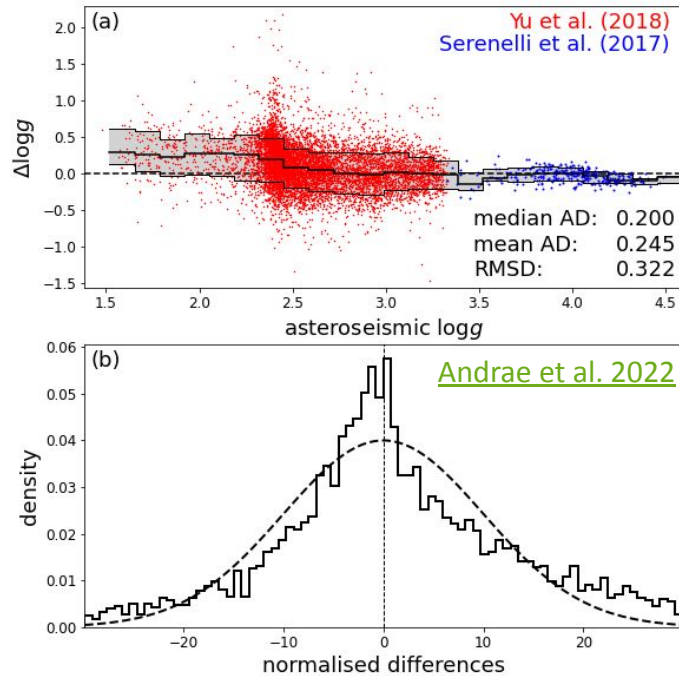 (a)
Yu et al. (2018)
Serenelli et al. (2017)
2.0
1.5
1.0
0.5
0.0
−0.5
−1.0
−1.5
Δlogg
median AD: 0.200
mean AD: 0.245
RMSD: 0.322
1.5 2.0 2.5 3.0 3.5 4.0 4.5
asteroseismic logg
(b)
Andrae et al. 2022
0.06
0.05
0.04
0.03
0.02
0.01
0.00
density
−20 −10 0 10 20
normalised differences